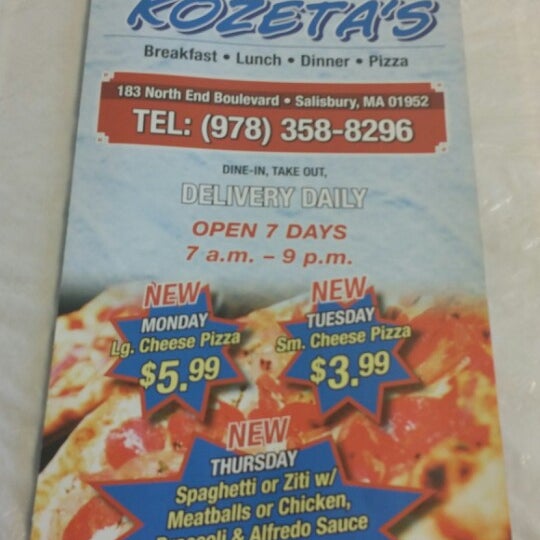 KOZETA'S
Breakfast • Lunch • Dinner • Pizza
183 North End Boulevard • Salisbury, MA 01952
TEL: (978) 358-8296
DINE-IN, TAKE OUT,
DELIVERY DAILY
OPEN 7 DAYS
7 a.m. – 9 p.m.
NEW
MONDAY
Lg. Cheese Pizza
$5.99
NEW
TUESDAY
Sm. Cheese Pizza
$3.99
NEW
THURSDAY
Spaghetti or Ziti w/
Meatballs or Chicken,
Broccoli & Alfredo Sauce